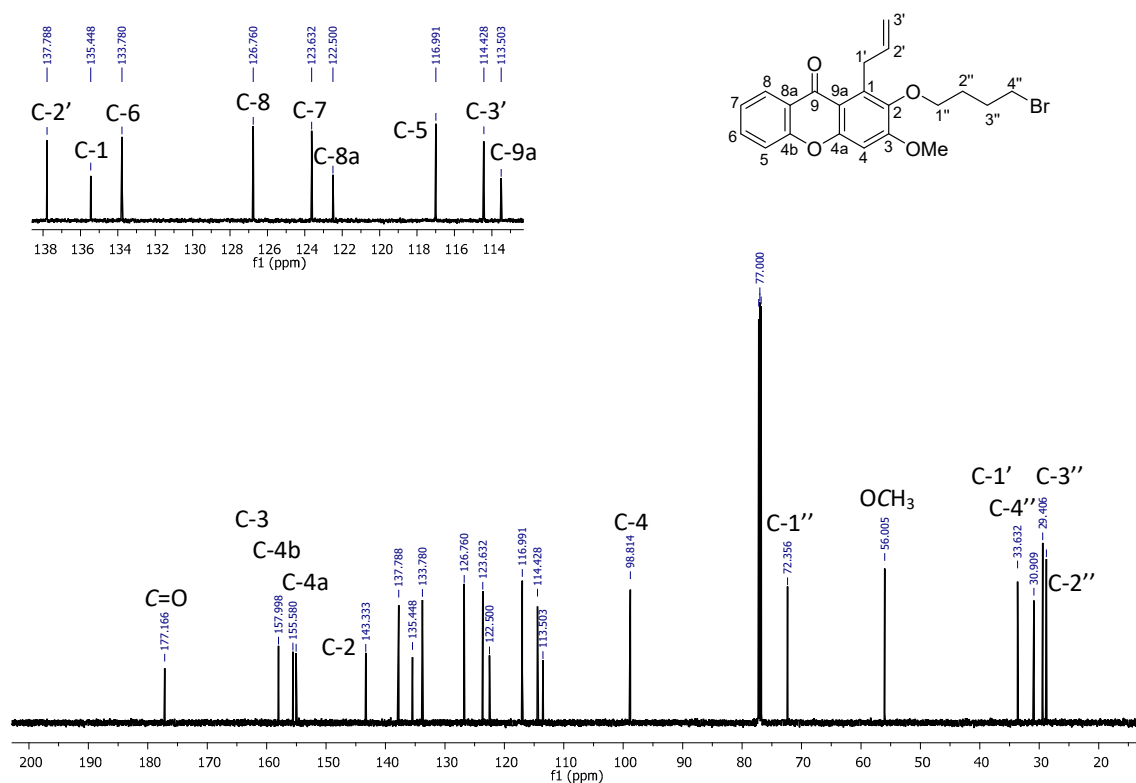 137.788
135.448
133.780
126.760
123.632
122.500
116.991
114.428
113.503
C-2’
C-1
C-6
C-8
C-7
C-8a
C-5
C-3’
C-9a
138 136 134 132 130 128 126 124 122 120 118 116 114
f1 (ppm)
O
8
8a
9
9a
1
1'
2'
3'
7
6
5
4b
O
4a
4
3
2
O
OMe
1"
2"
3"
4"
Br
C=O
C-3
C-4b
C-4a
C-2
C-4
C-1’’
OCH3
C-1’
C-4’’
C-3’’
C-2’’
177.166
157.998
155.580
143.333
137.788
135.448
133.780
126.760
123.632
122.500
116.991
114.428
113.503
98.814
77.000
72.356
56.005
33.632
30.909
29.406
200 190 180 170 160 150 140 130 120 110 100 90 80 70 60 50 40 30 20
f1 (ppm)